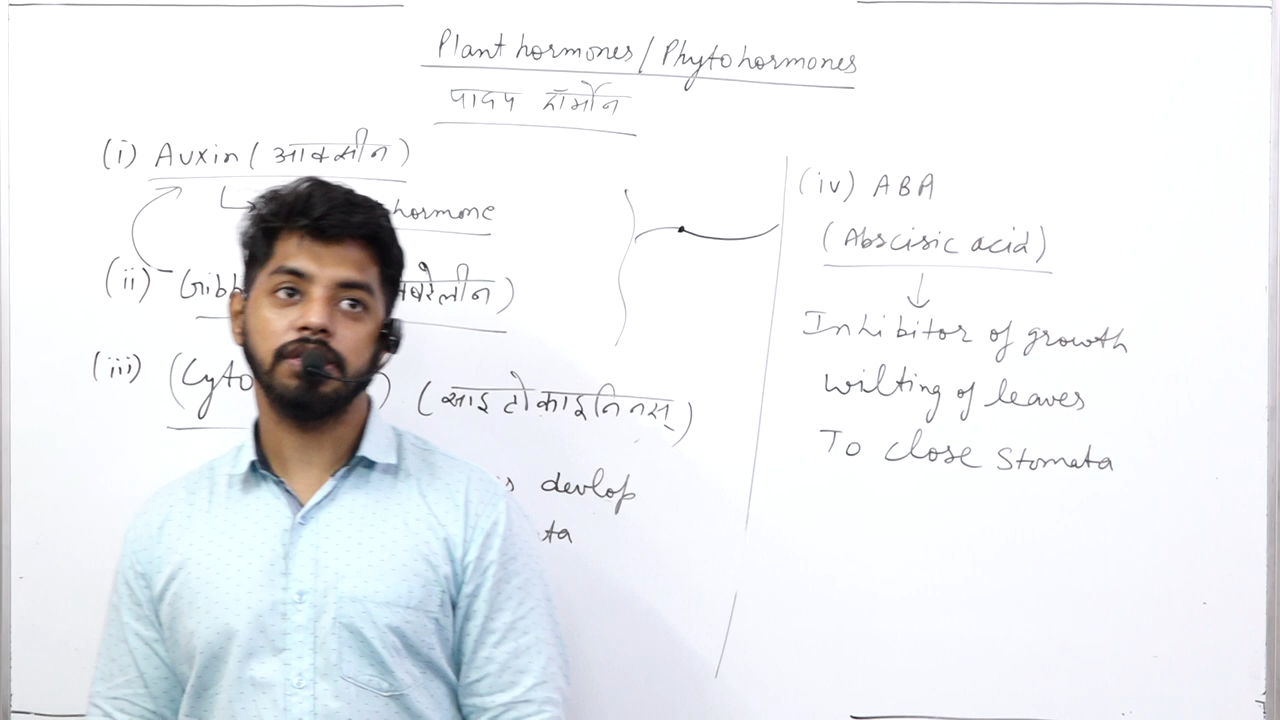 Plant hormones / Phytohormones
पादप हॉर्मोन
(i) Auxin ( आक्सीन )
hormone
(ii)
(iii)
( साइटोकाइनिनस् )
devlop
(iv) ABA
( Abscisic acid )
Inhibitor of growth
wilting of leaves
To close stomata